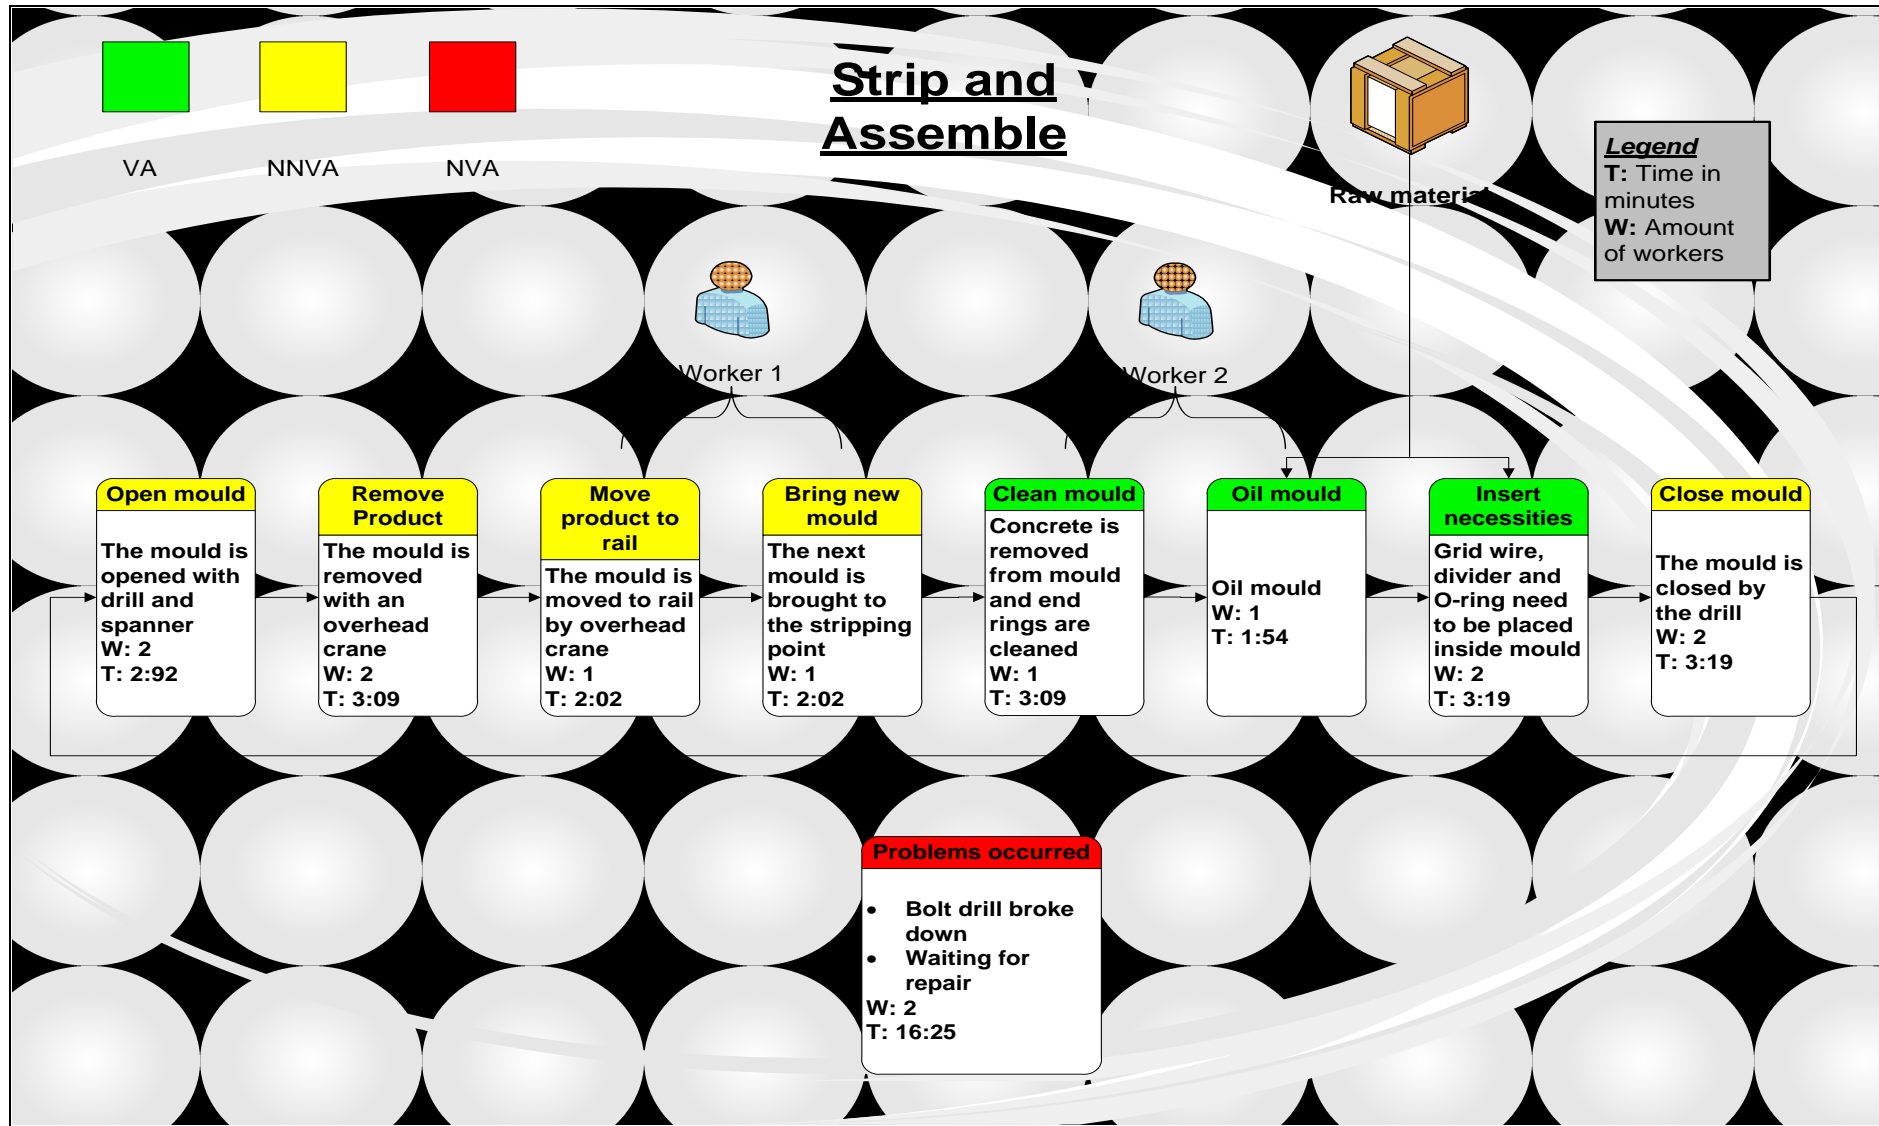 VA
NNVA
NVA
Strip and
Assemble
Raw material
Legend
T: Time in
minutes
W: Amount
of workers
Worker 1
Worker 2
Open mould
The mould is
opened with
drill and
spanner
W: 2
T: 2:92
Remove
Product
The mould is
removed
with an
overhead
crane
W: 2
T: 3:09
Move
product to
rail
The mould is
moved to rail
by overhead
crane
W: 1
T: 2:02
Bring new
mould
The next
mould is
brought to
the stripping
point
W: 1
T: 2:02
Clean mould
Concrete is
removed
from mould
and end
rings are
cleaned
W: 1
T: 3:09
Oil mould
Oil mould
W: 1
T: 1:54
Insert
necessities
Grid wire,
divider and
O-ring need
to be placed
inside mould
W: 2
T: 3:19
Close mould
The mould is
closed by
the drill
W: 2
T: 3:19
Problems occurred
• Bolt drill broke
down
• Waiting for
repair
W: 2
T: 16:25